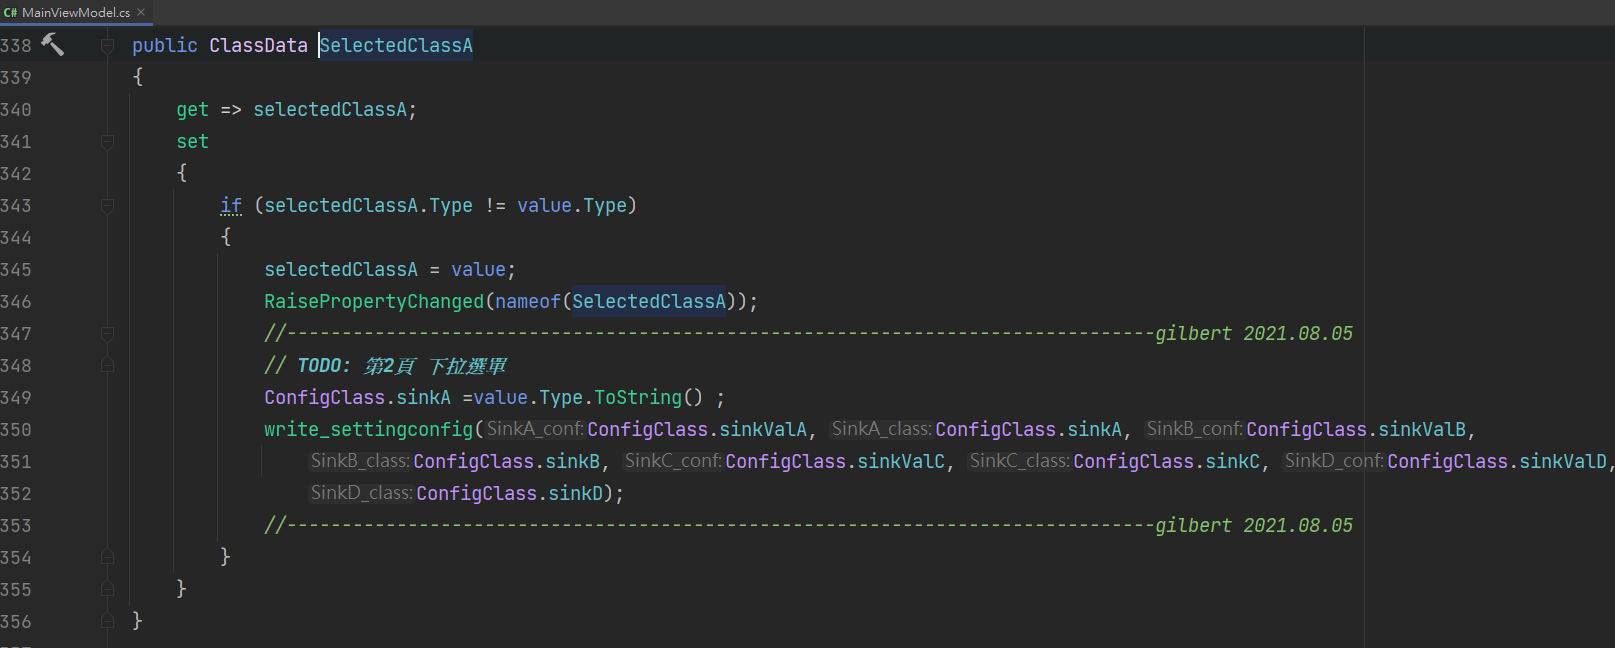 C# MainViewModel.cs ×
338 public ClassData SelectedClassA
339 {
340 get => selectedClassA;
341 set
342 {
343 if (selectedClassA.Type != value.Type)
344 {
345 selectedClassA = value;
346 RaisePropertyChanged(nameof(SelectedClassA));
347 //-------------------------------------------------------------------------------gilbert 2021.08.05
348 // TODO: 第2頁 下拉選單
349 ConfigClass.sinkA =value.Type.ToString() ;
350 write_settingconfig(SinkA_conf:ConfigClass.sinkValA, SinkA_class:ConfigClass.sinkA, SinkB_conf:ConfigClass.sinkValB,
351 SinkB_class:ConfigClass.sinkB, SinkC_conf:ConfigClass.sinkValC, SinkC_class:ConfigClass.sinkC, SinkD_conf:ConfigClass.sinkValD,
352 SinkD_class:ConfigClass.sinkD);
353 //-------------------------------------------------------------------------------gilbert 2021.08.05
354 }
355 }
356 }